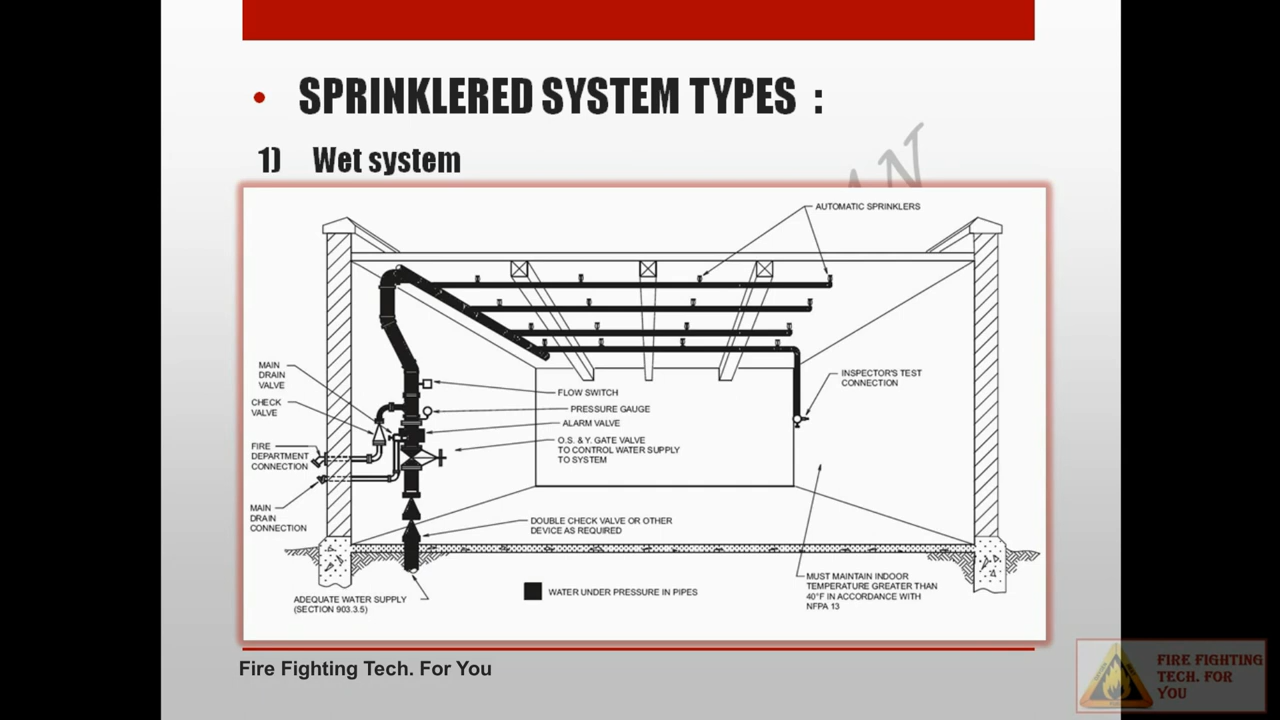 • SPRINKLERED SYSTEM TYPES :
1) Wet system
AUTOMATIC SPRINKLERS
MAIN
DRAIN
VALVE
CHECK
VALVE
FIRE
DEPARTMENT
CONNECTION
MAIN
DRAIN
CONNECTION
FLOW SWITCH
PRESSURE GAUGE
ALARM VALVE
O.S. & Y. GATE VALVE
TO CONTROL WATER SUPPLY
TO SYSTEM
INSPECTOR'S TEST
CONNECTION
DOUBLE CHECK VALVE OR OTHER
DEVICE AS REQUIRED
ADEQUATE WATER SUPPLY
(SECTION 903.3.5)
WATER UNDER PRESSURE IN PIPES
MUST MAINTAIN INDOOR
TEMPERATURE GREATER THAN
40°F IN ACCORDANCE WITH
NFPA 13
Fire Fighting Tech. For You
FIRE FIGHTING
TECH. FOR
YOU